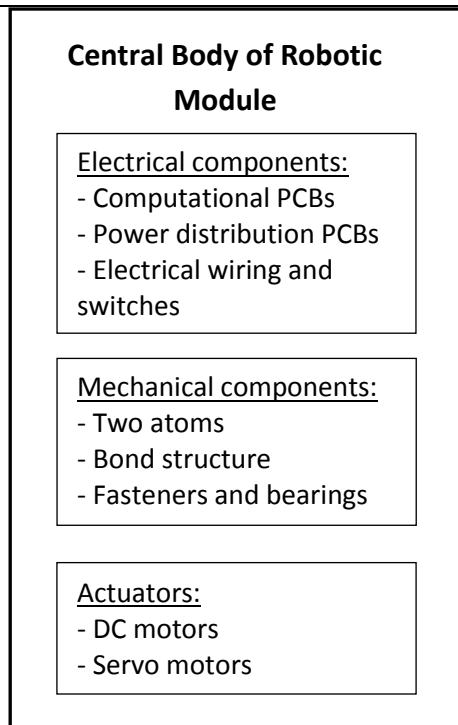 Central Body of Robotic
Module
Electrical components:
- Computational PCBs
- Power distribution PCBs
- Electrical wiring and
switches
Mechanical components:
- Two atoms
- Bond structure
- Fasteners and bearings
Actuators:
- DC motors
- Servo motors